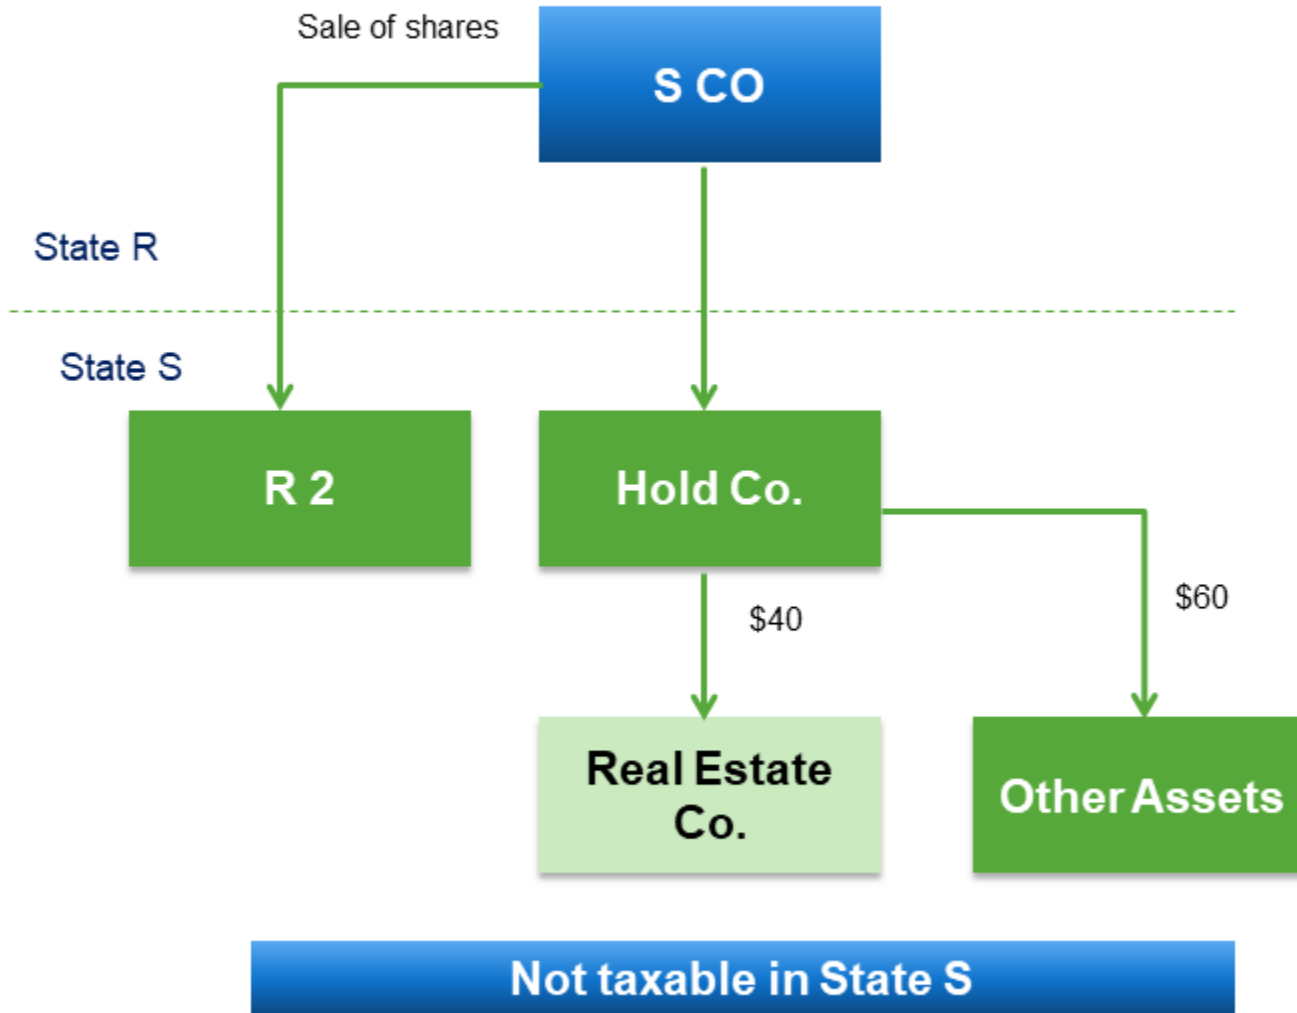 Sale of shares
S CO
State R
State S
R 2
Hold Co.
$40
$60
Real Estate
Co.
Other Assets
Not taxable in State S